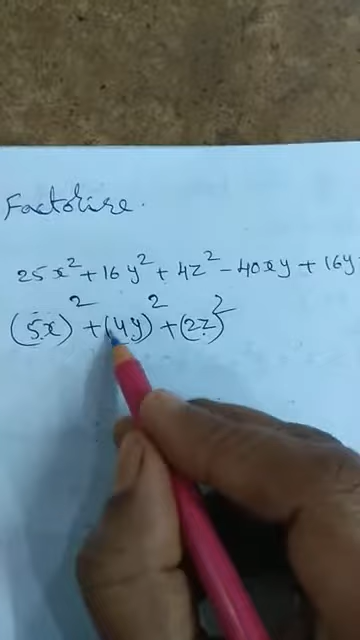 Factorise.
25x² + 16y² + 4z² - 40xy + 16y
(5x)² + (4y)² + (2z)²